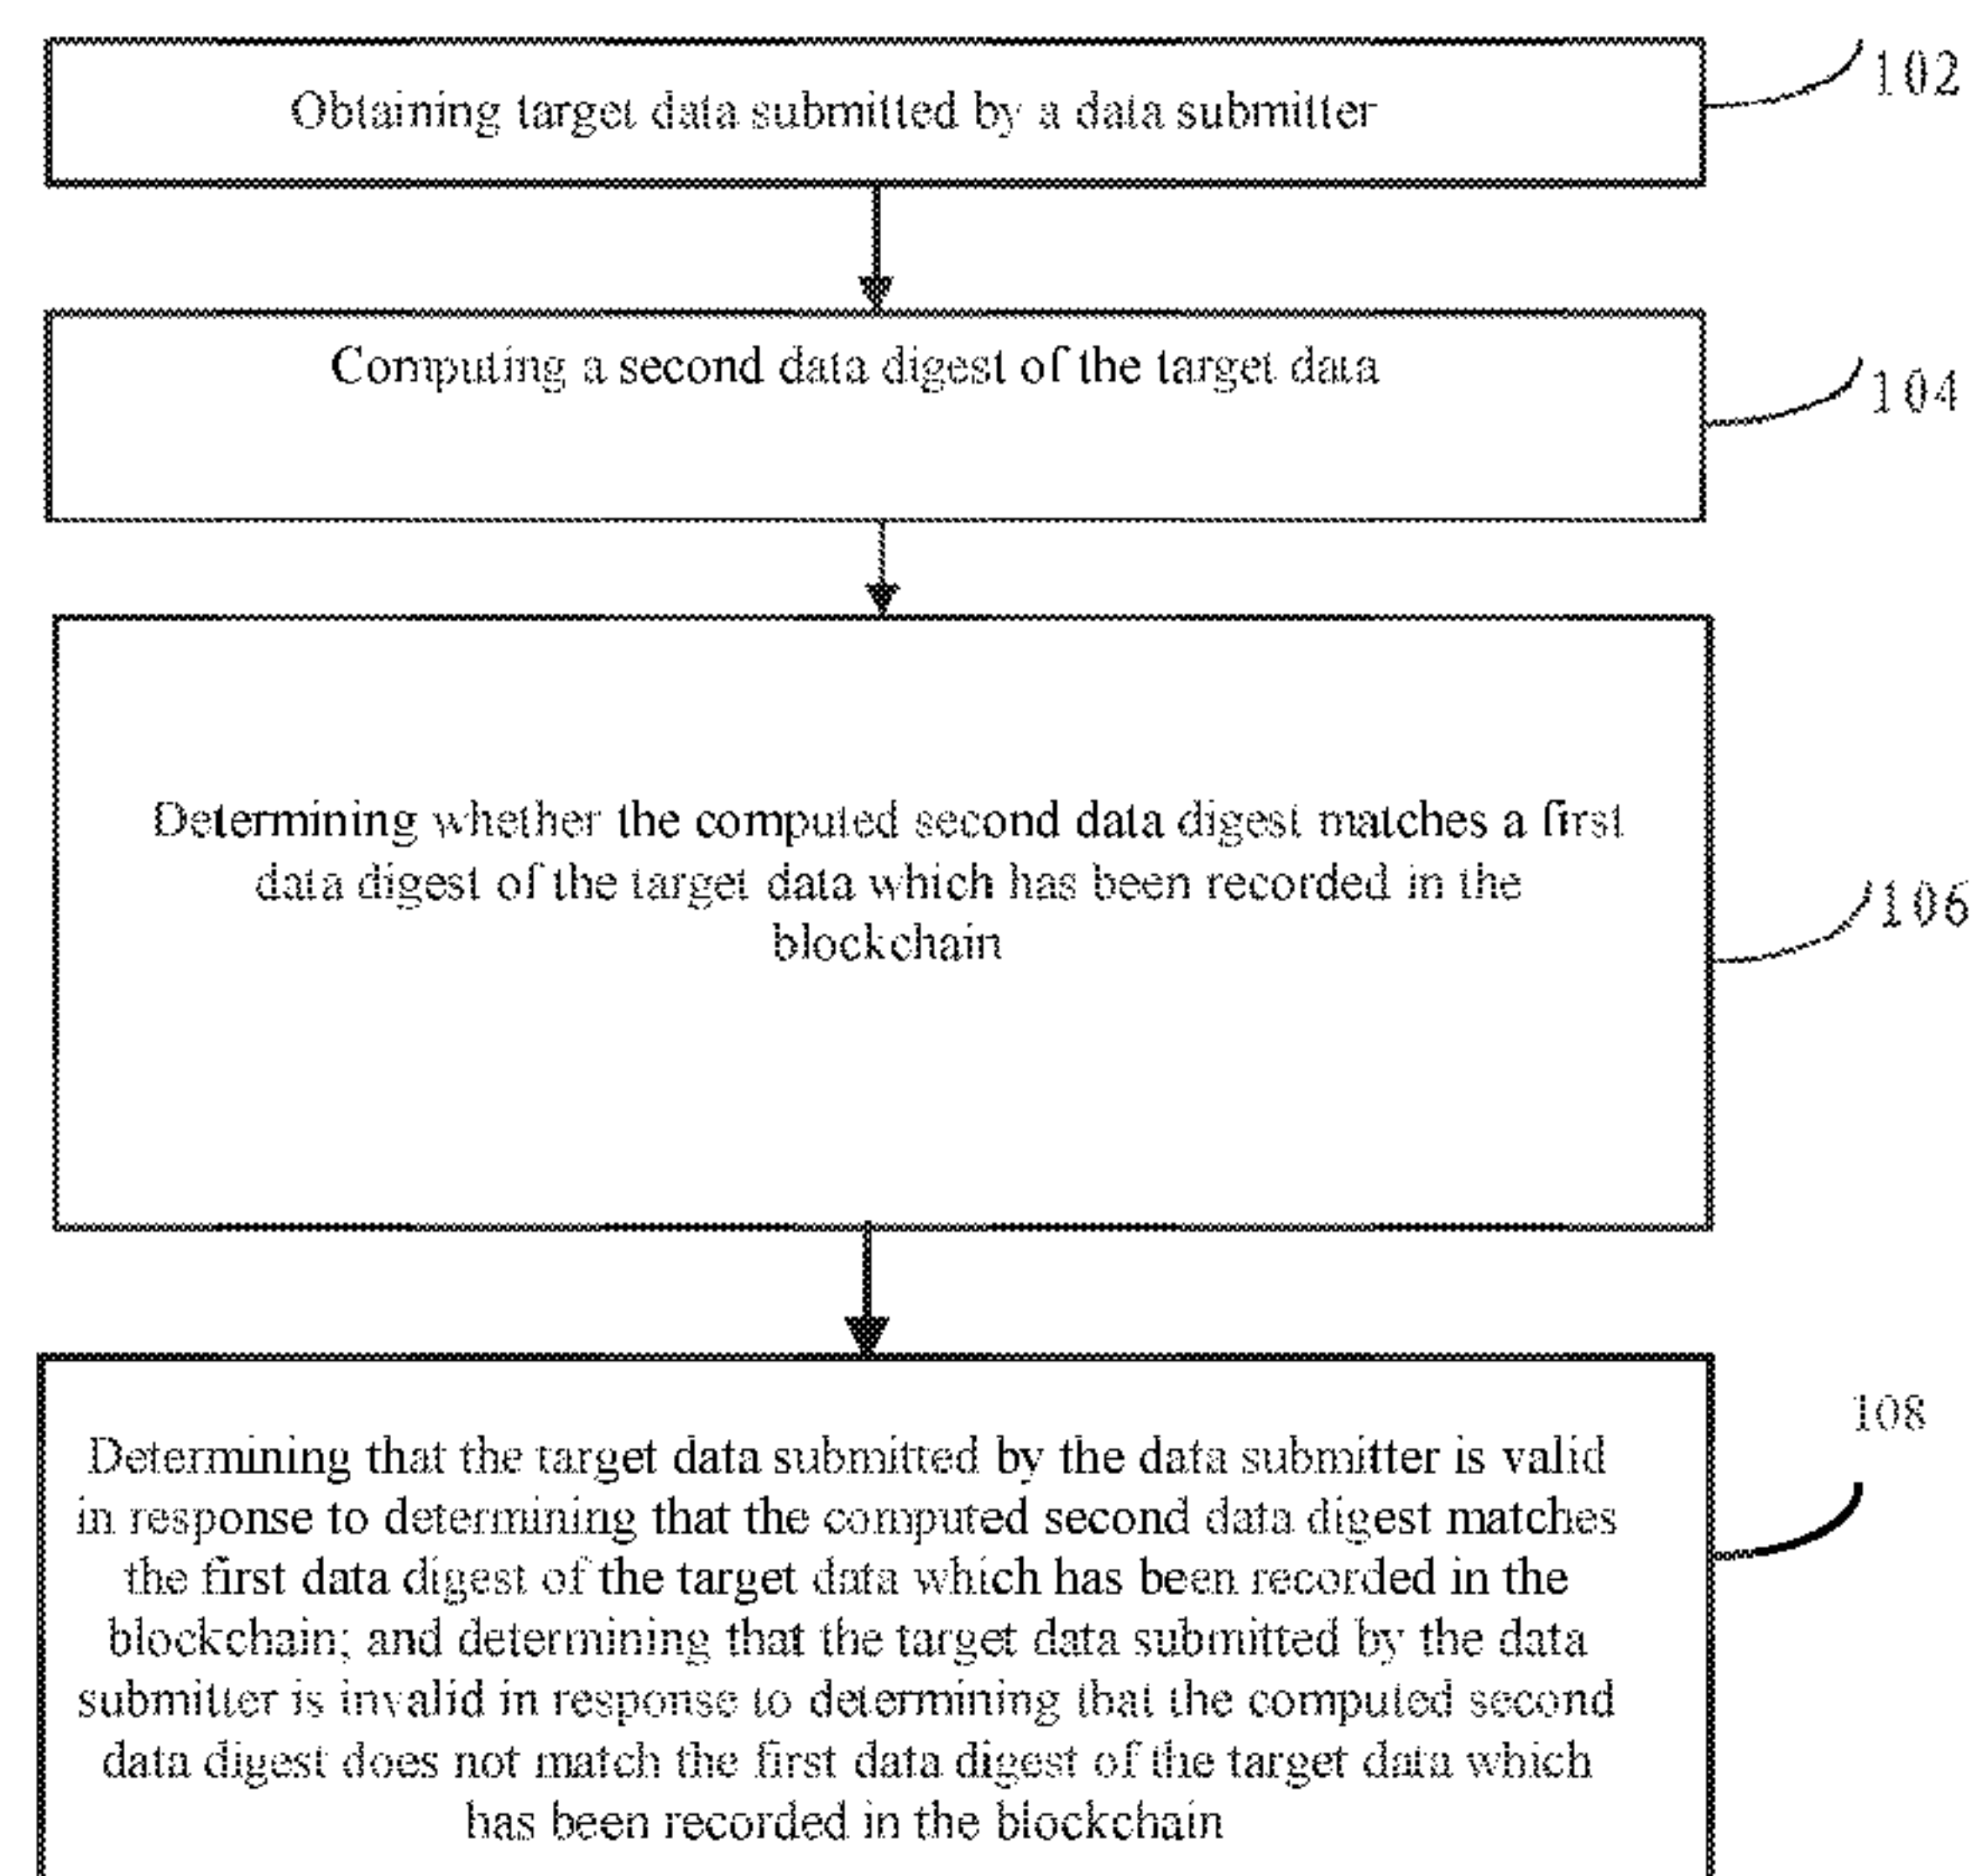 Obtaining target data submitted by a data submitter
102
Computing a second data digest of the target data
104
Determining whether the computed second data digest matches a first
data digest of the target data which has been recorded in the
blockchain
106
Determining that the target data submitted by the data submitter is valid
in response to determining that the computed second data digest matches
the first data digest of the target data which has been recorded in the
blockchain; and determining that the target data submitted by the data
submitter is invalid in response to determining that the computed second
data digest does not match the first data digest of the target data which
has been recorded in the blockchain
108